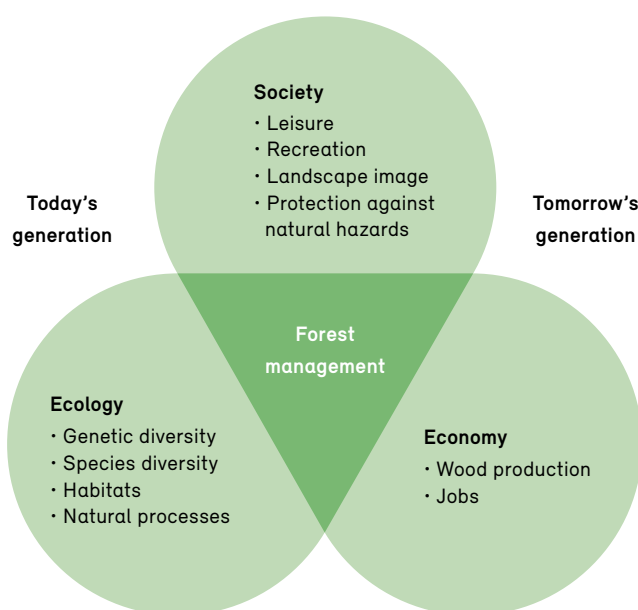 Society
· Leisure
· Recreation
· Landscape image
· Protection against
natural hazards
Today's
generation
Tomorrow's
generation
Forest
management
Ecology
· Genetic diversity
· Species diversity
· Habitats
· Natural processes
Economy
· Wood production
· Jobs